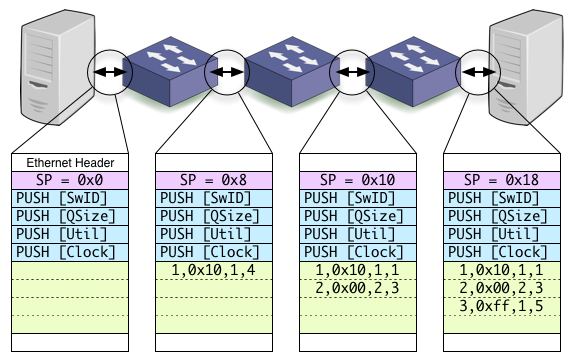 Ethernet Header
SP = 0x0
PUSH [SwID]
PUSH [QSize]
PUSH [Util]
PUSH [Clock]
SP = 0x8
PUSH [SwID]
PUSH [QSize]
PUSH [Util]
PUSH [Clock]
1,0x10,1,4
SP = 0x10
PUSH [SwID]
PUSH [QSize]
PUSH [Util]
PUSH [Clock]
1,0x10,1,1
2,0x00,2,3
SP = 0x18
PUSH [SwID]
PUSH [QSize]
PUSH [Util]
PUSH [Clock]
1,0x10,1,1
2,0x00,2,3
3,0xff,1,5